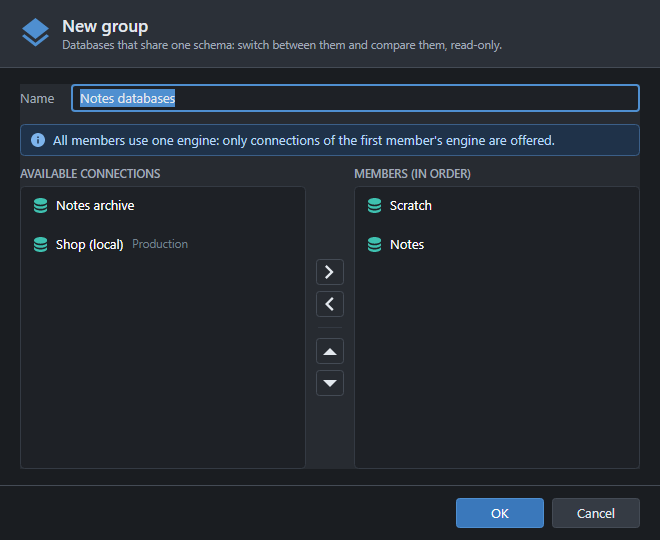 New group
Databases that share one schema: switch between them and compare them, read-only.
Name
Notes databases
All members use one engine: only connections of the first member's engine are offered.
AVAILABLE CONNECTIONS
MEMBERS (IN ORDER)
Notes archive
Shop (local) Production
Scratch
Notes
OK
Cancel